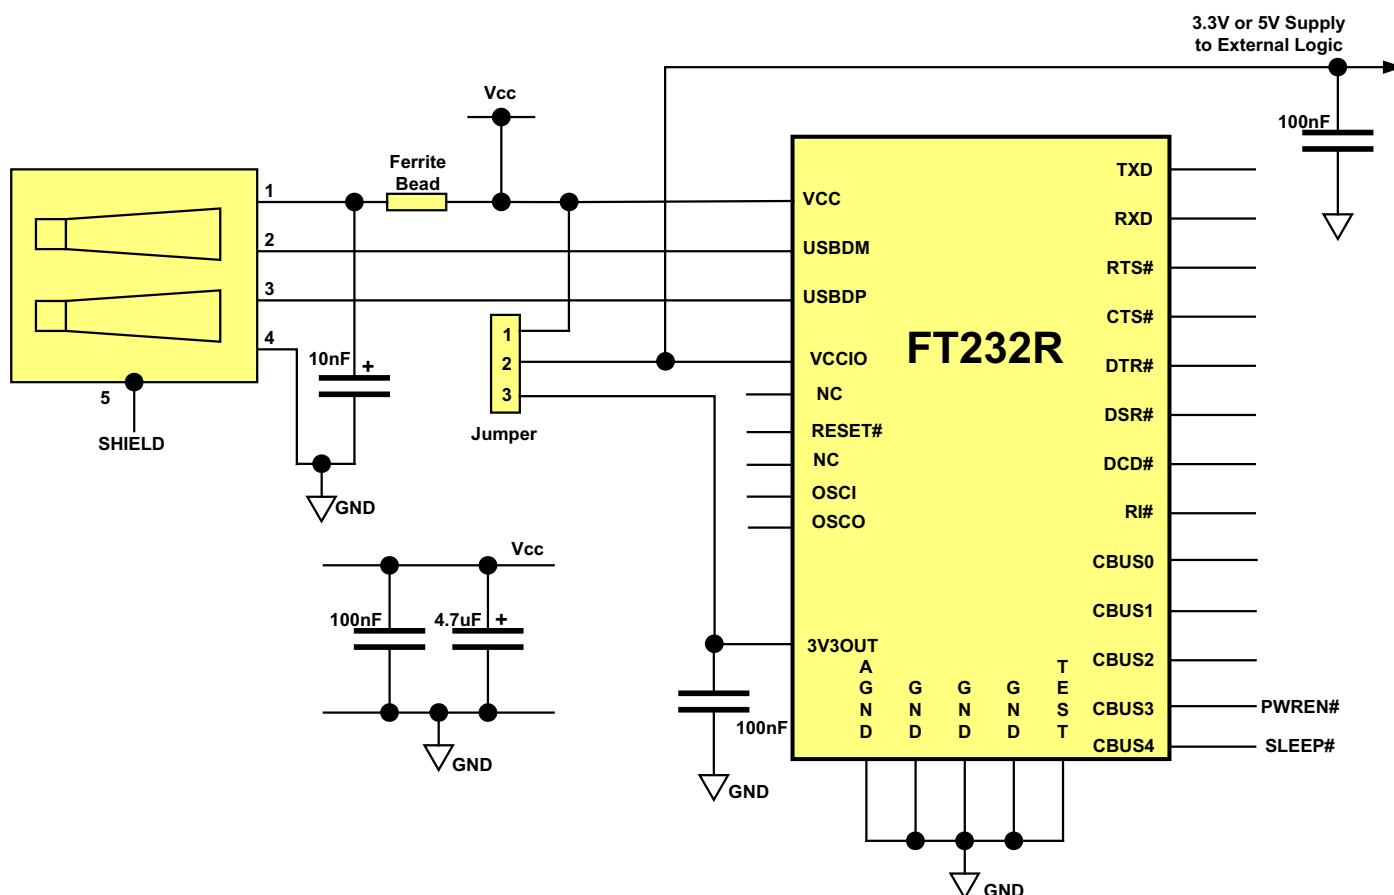 3.3V or 5V Supply
to External Logic
Vcc
100nF
Ferrite
Bead
1
2
3
4
5
SHIELD
10nF +
GND
1
2
3
Jumper
VCC
USBDM
USBDP
VCCIO
NC
RESET#
NC
OSCI
OSCO
3V3OUT
FT232R
TXD
RXD
RTS#
CTS#
DTR#
DSR#
DCD#
RI#
CBUS0
CBUS1
CBUS2
CBUS3
CBUS4
PWREN#
SLEEP#
AGND
GND
GND
GND
TEST
GND
Vcc
100nF
4.7uF +
GND
100nF
GND